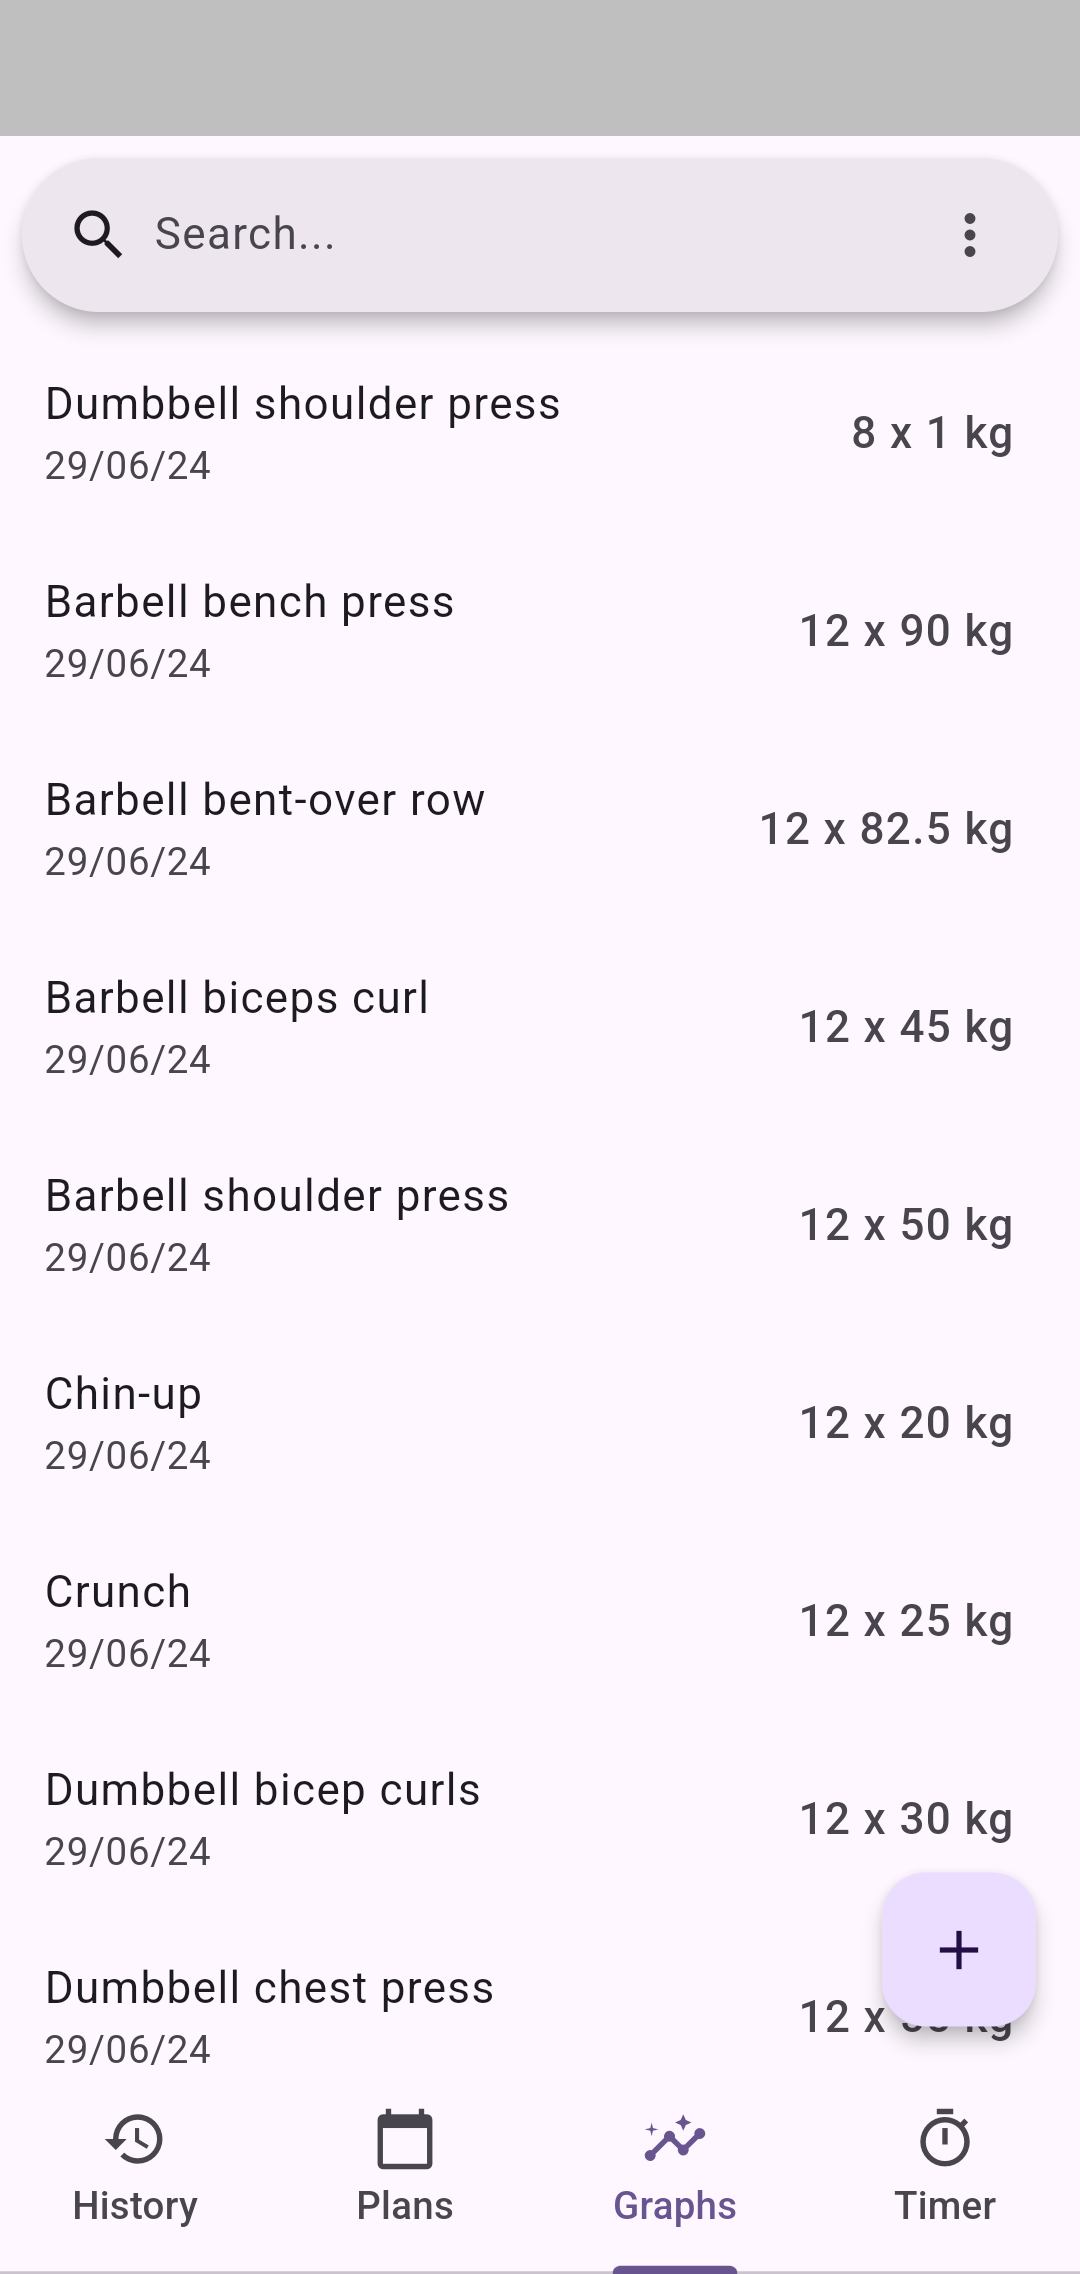 Search...
Dumbbell shoulder press
29/06/24
8 x 1 kg
Barbell bench press
29/06/24
12 x 90 kg
Barbell bent-over row
29/06/24
12 x 82.5 kg
Barbell biceps curl
29/06/24
12 x 45 kg
Barbell shoulder press
29/06/24
12 x 50 kg
Chin-up
29/06/24
12 x 20 kg
Crunch
29/06/24
12 x 25 kg
Dumbbell bicep curls
29/06/24
12 x 30 kg
Dumbbell chest press
29/06/24
12 x kg
History
Plans
Graphs
Timer